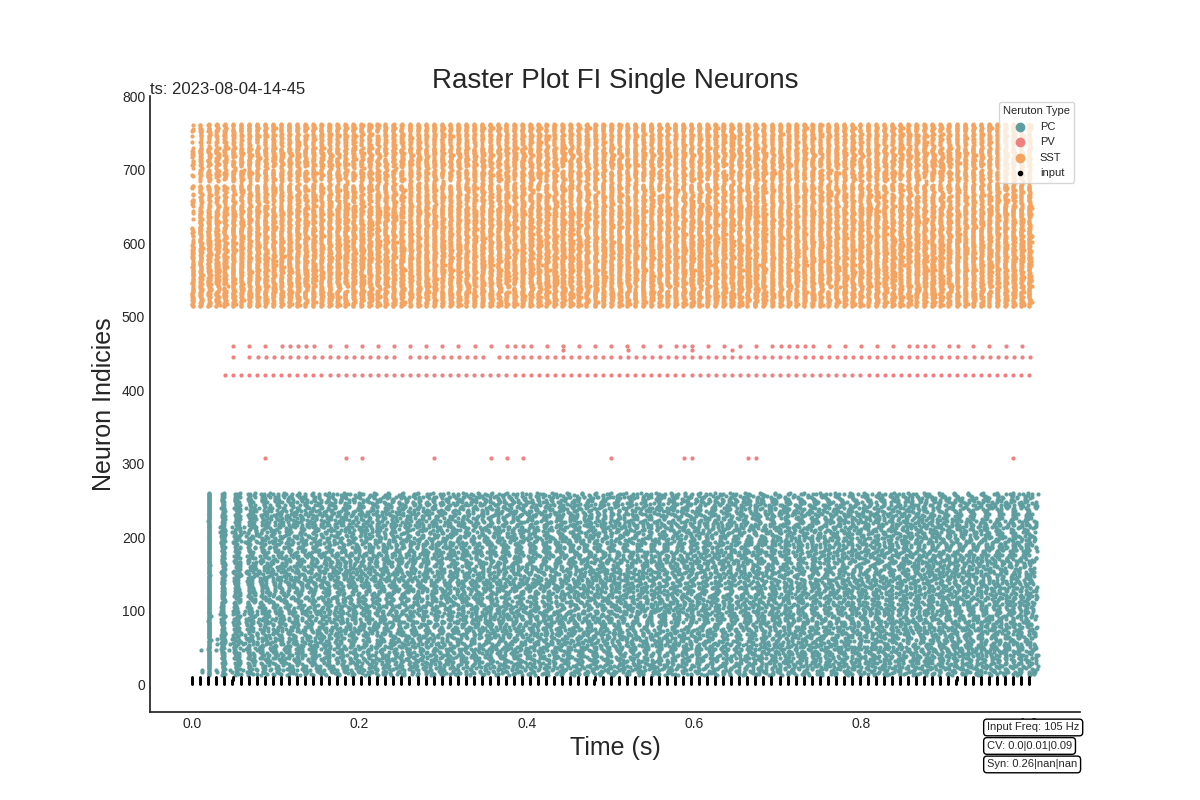 Raster Plot FI Single Neurons
ts: 2023-08-04-14-45
800
700
600
500
400
300
200
100
0
Neuron Indicies
Neruton Type
PC
PV
SST
input
0.0
0.2
0.4
0.6
0.8
Time (s)
Input Freq: 105 Hz
CV: 0.0|0.01|0.09
Syn: 0.26|nan|nan